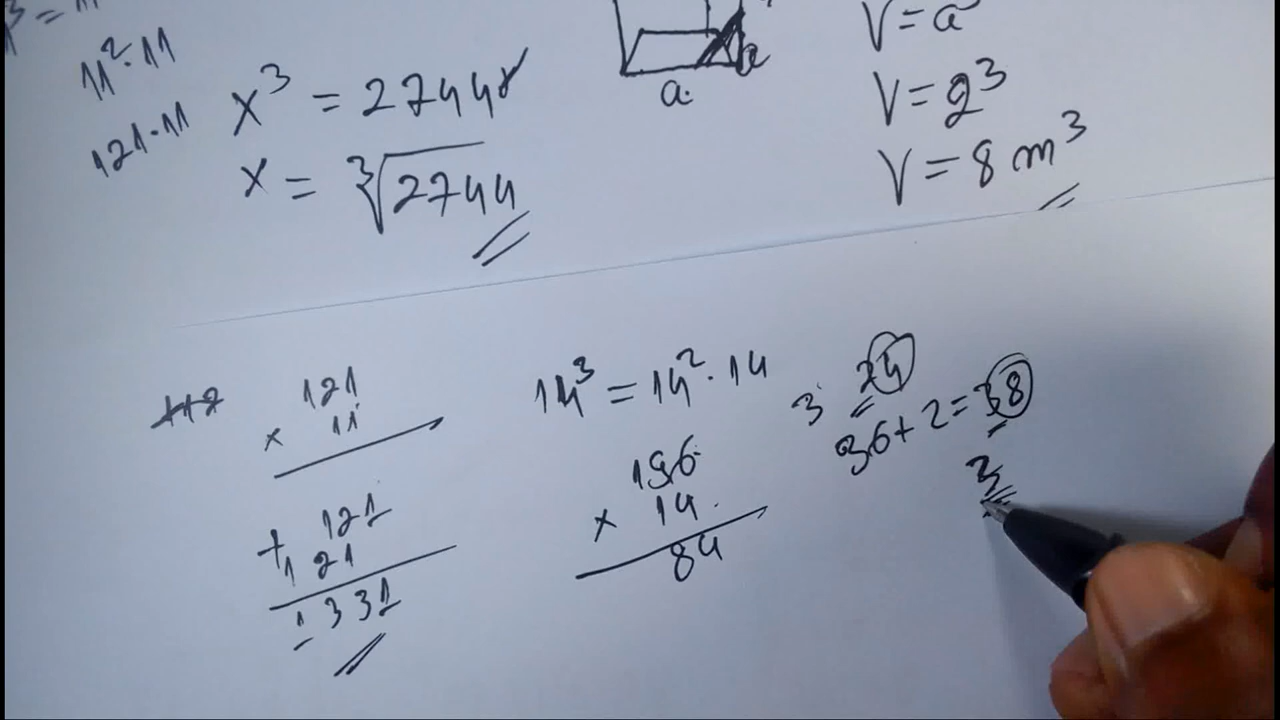 11² · 11
121 · 11
x³ = 2744
x = ∛2744
a
a
V = a
V = 2³
V = 8 m³
121
× 11
+ 121
121
1331
14³ = 14² · 14
196
× 14
84
3
24
36 + 2 = 38
3